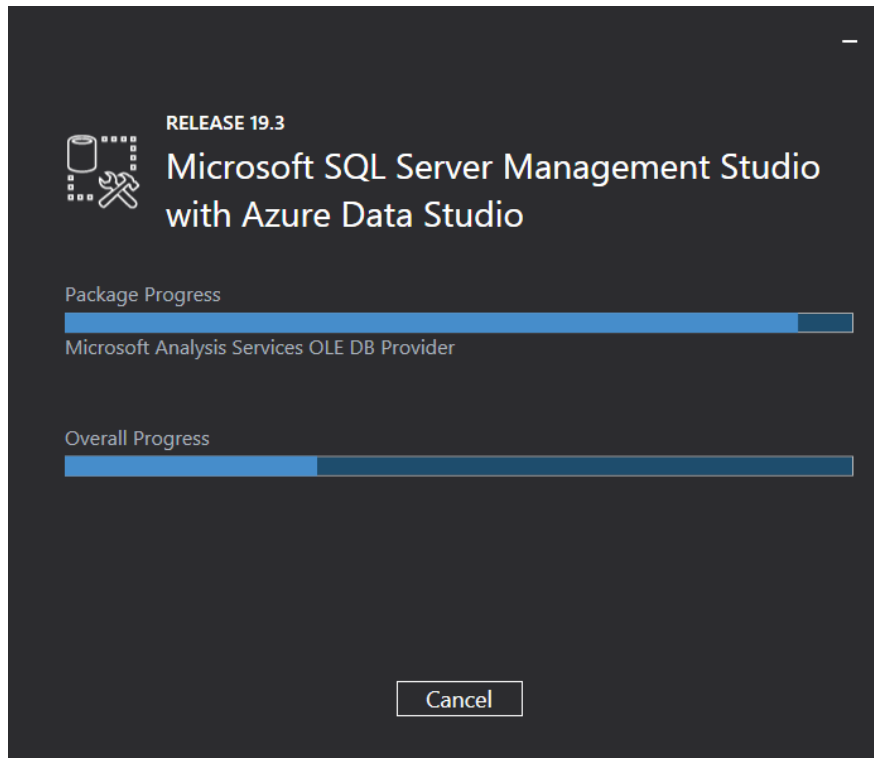 RELEASE 19.3
Microsoft SQL Server Management Studio
with Azure Data Studio
Package Progress
Microsoft Analysis Services OLE DB Provider
Overall Progress
Cancel